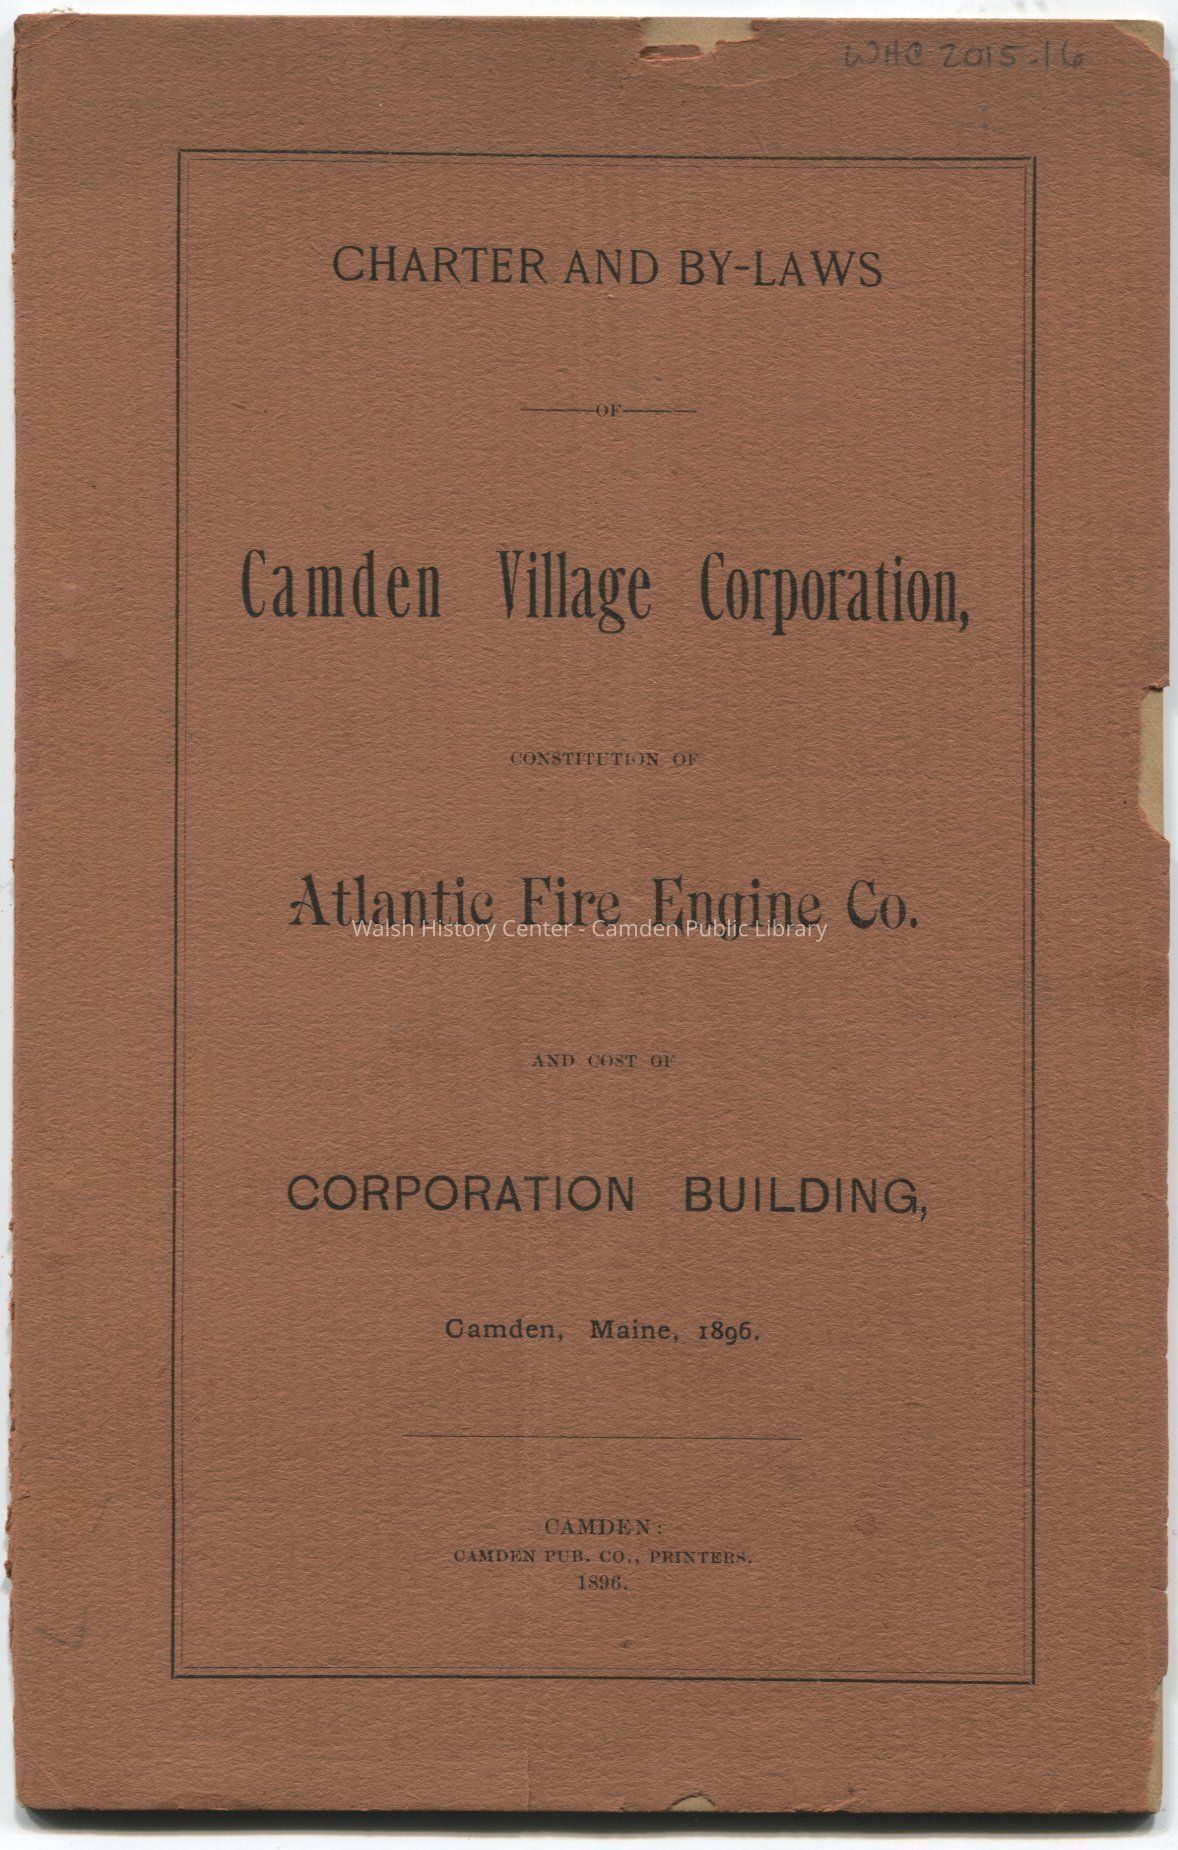 WHC 2015.16
CHARTER AND BY-LAWS
OF
Camden Village Corporation,
CONSTITUTION OF
Atlantic Fire Engine Co.
Walsh History Center - Camden Public Library
AND COST OF
CORPORATION BUILDING,
Camden, Maine, 1896.
CAMDEN:
CAMDEN PUB. CO., PRINTERS.
1896.